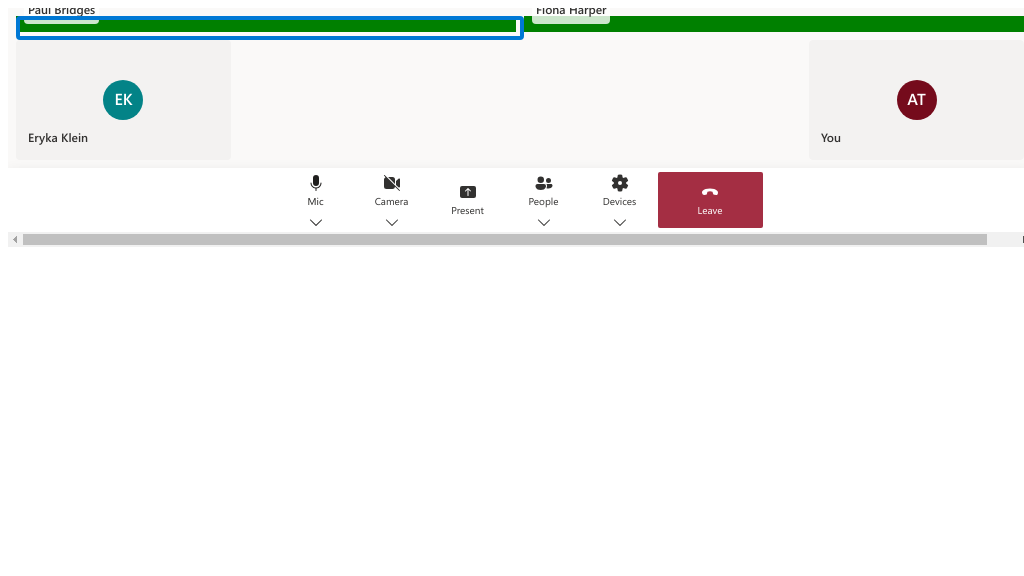 Paul Bridges
Fiona Harper
EK
Eryka Klein
AT
You
Mic
Camera
Present
People
Devices
Leave